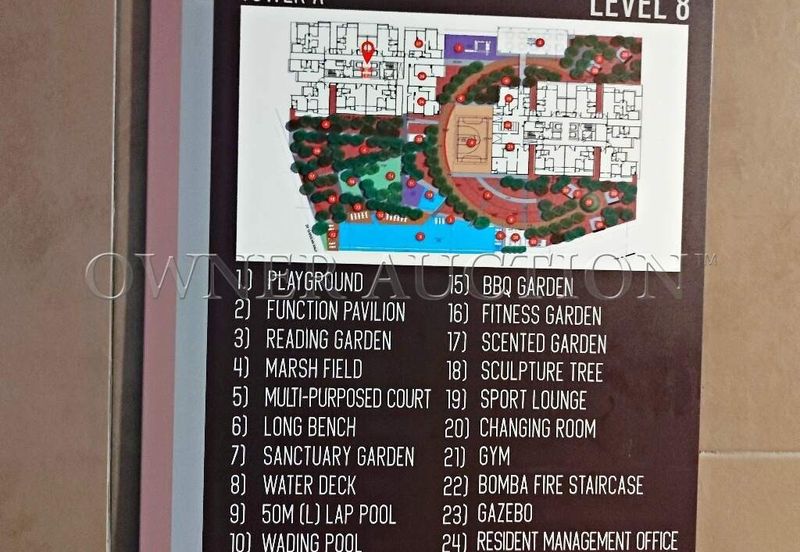 TOWER A
LEVEL 8
OWNER AUCTION™
1) PLAYGROUND
2) FUNCTION PAVILION
3) READING GARDEN
4) MARSH FIELD
5) MULTI-PURPOSED COURT
6) LONG BENCH
7) SANCTUARY GARDEN
8) WATER DECK
9) 50M (L) LAP POOL
10) WADING POOL
15) BBQ GARDEN
16) FITNESS GARDEN
17) SCENTED GARDEN
18) SCULPTURE TREE
19) SPORT LOUNGE
20) CHANGING ROOM
21) GYM
22) BOMBA FIRE STAIRCASE
23) GAZEBO
24) RESIDENT MANAGEMENT OFFICE